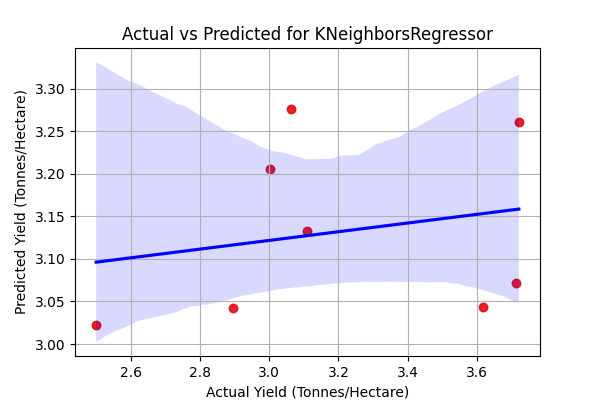 Actual vs Predicted for KNeighborsRegressor
Predicted Yield (Tonnes/Hectare)
3.30
3.25
3.20
3.15
3.10
3.05
3.00
2.6 2.8 3.0 3.2 3.4 3.6
Actual Yield (Tonnes/Hectare)